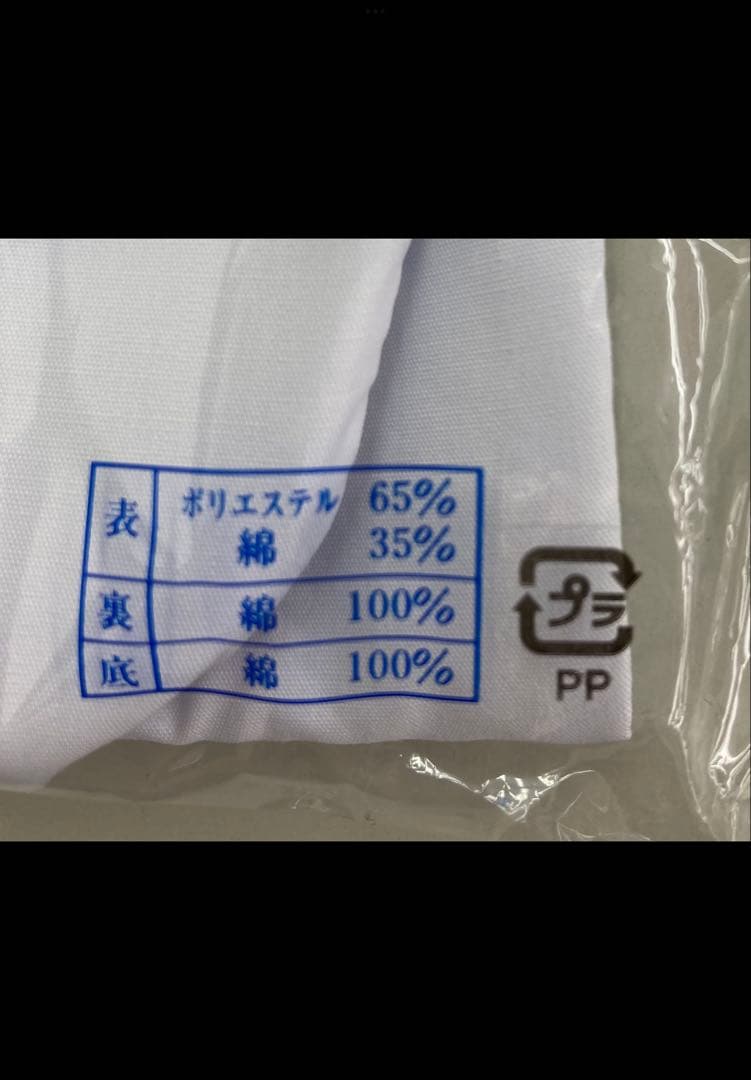 表 ポリエステル 65%
綿 35%
裏 綿 100%
底 綿 100%
プラ
PP